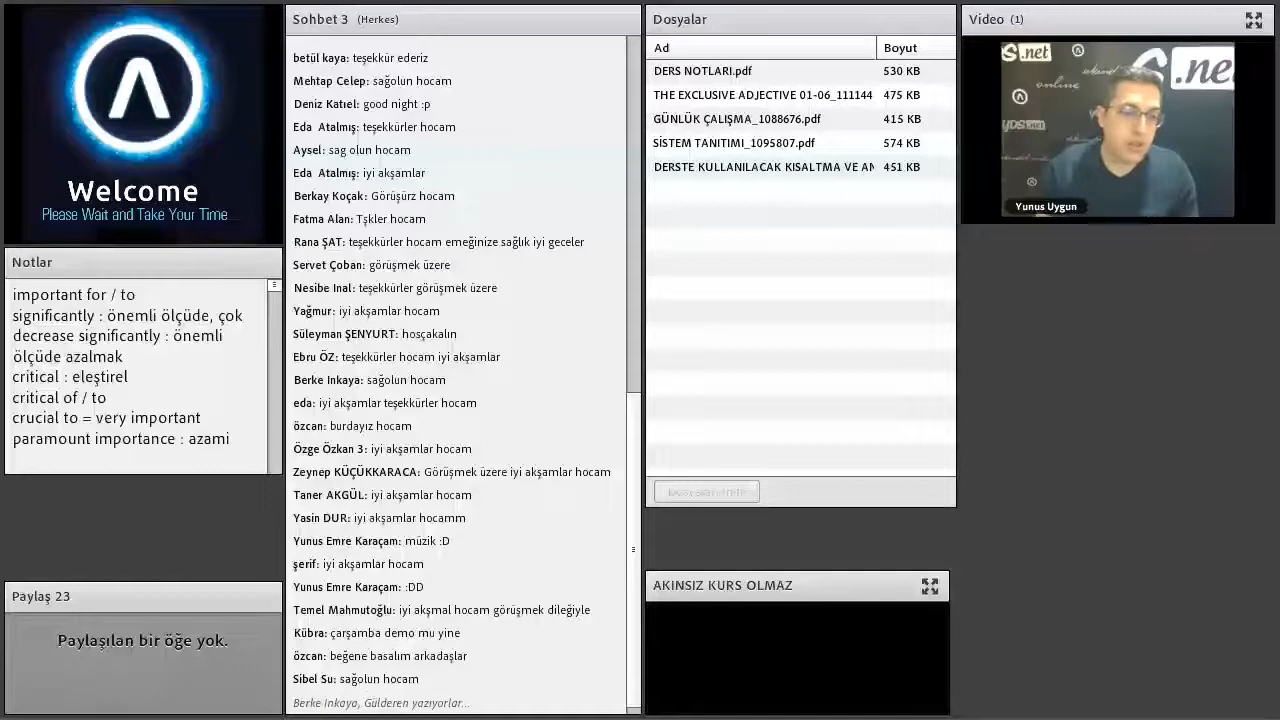 Welcome
Please Wait and Take Your Time
Notlar
important for / to
significantly : önemli ölçüde, çok
decrease significantly : önemli
ölçüde azalmak
critical : eleştirel
critical of / to
crucial to = very important
paramount importance : azami
Paylaş 23
Paylaşılan bir öğe yok.
Sohbet 3 (Herkes)
betül kaya: teşekkür ederiz
Mehtap Celep: sağolun hocam
Deniz Katıel: good night :p
Eda Atalmış: teşekkürler hocam
Aysel: sag olun hocam
Eda Atalmış: iyi akşamlar
Berkay Koçak: Görüşürz hocam
Fatma Alan: Tşkler hocam
Rana ŞAT: teşekkürler hocam emeğinize sağlık iyi geceler
Servet Çoban: görüşmek üzere
Nesibe Inal: teşekkürler görüşmek üzere
Yağmur: iyi akşamlar hocam
Süleyman ŞENYURT: hosçakalın
Ebru ÖZ: teşekkürler hocam iyi akşamlar
Berke Inkaya: sağolun hocam
eda: iyi akşamlar teşekkürler hocam
özcan: burdayız hocam
Özge Özkan 3: iyi akşamlar hocam
Zeynep KÜÇÜKKARACA: Görüşmek üzere iyi akşamlar hocam
Taner AKGÜL: iyi akşamlar hocam
Yasin DUR: iyi akşamlar hocamm
Yunus Emre Karaçam: müzik :D
şerif: iyi akşamlar hocam
Yunus Emre Karaçam: :DD
Temel Mahmutoğlu: iyi akşmal hocam görüşmek dileğiyle
Kübra: çarşamba demo mu yine
özcan: beğene basalım arkadaşlar
Sibel Su: sağolun hocam
Berke Inkaya, Gülderen yazıyorlar...
Dosyalar
Ad Boyut
DERS NOTLARI.pdf 530 KB
THE EXCLUSIVE ADJECTIVE 01-06_111144 475 KB
GÜNLÜK ÇALIŞMA_1088676.pdf 415 KB
SİSTEM TANITIMI_1095807.pdf 574 KB
DERSTE KULLANILACAK KISALTMA VE AN 451 KB
AKINSIZ KURS OLMAZ
Video (1)
S.net
S.ne
online
YDS.net
Yunus Uygun